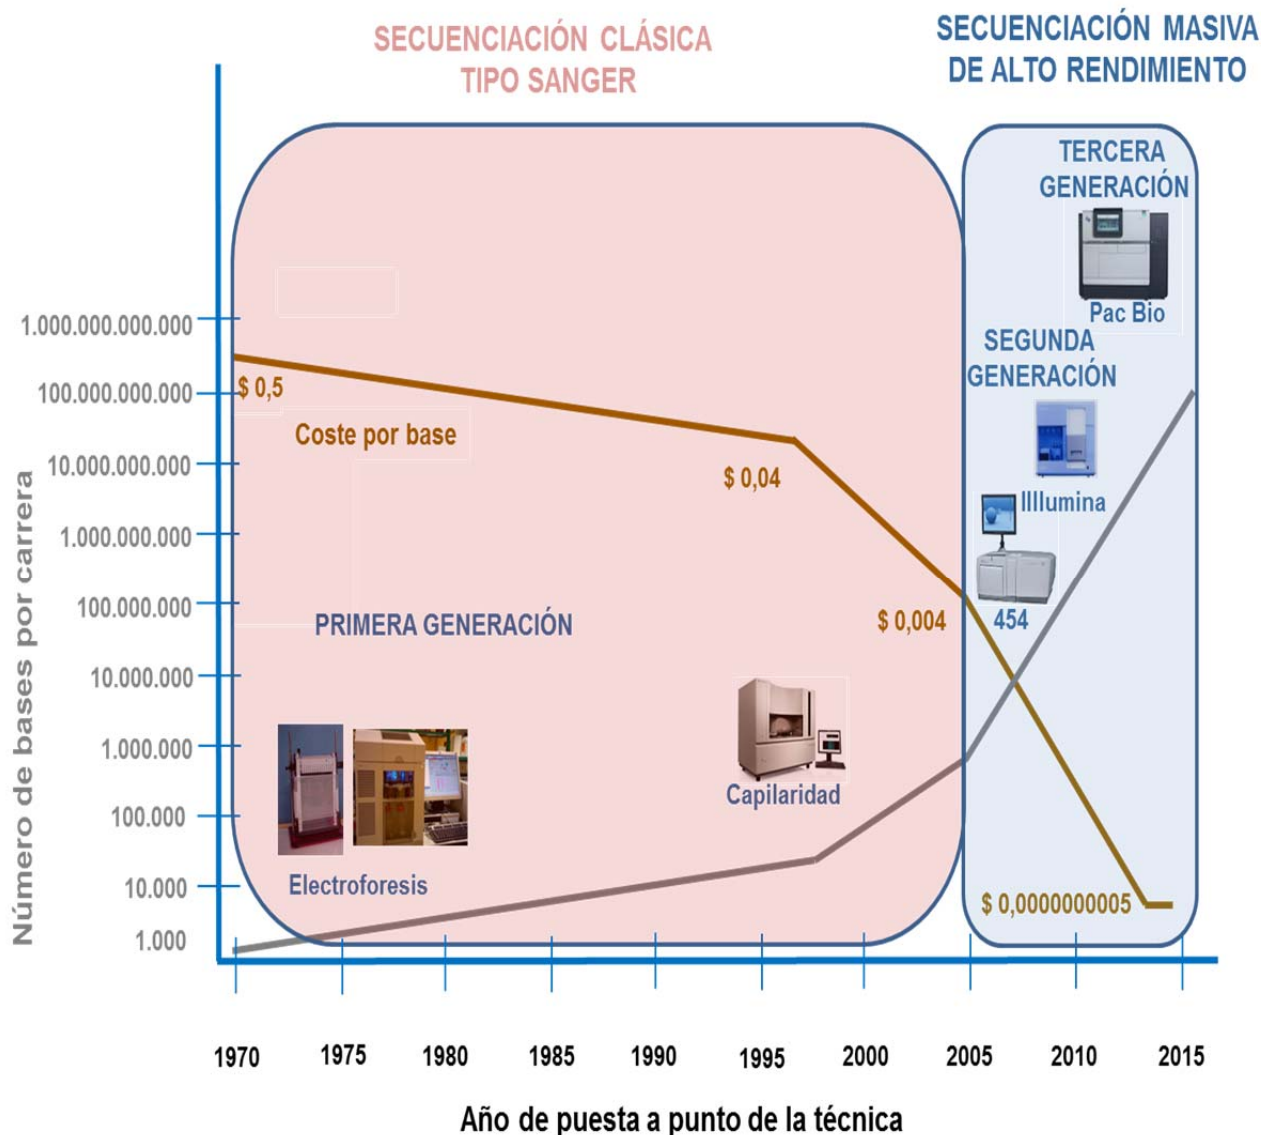 SECUENCIACIÓN CLÁSICA
TIPO SANGER
SECUENCIACIÓN MASIVA
DE ALTO RENDIMIENTO
TERCERA
GENERACIÓN
Pac Bio
SEGUNDA
GENERACIÓN
Illlumina
454
Número de bases por carrera
1.000.000.000.000
100.000.000.000
10.000.000.000
1.000.000.000
100.000.000
10.000.000
1.000.000
100.000
10.000
1.000
$ 0,5
Coste por base
$ 0,04
$ 0,004
$ 0,0000000005
PRIMERA GENERACIÓN
Electroforesis
Capilaridad
1970 1975 1980 1985 1990 1995 2000 2005 2010 2015
Año de puesta a punto de la técnica